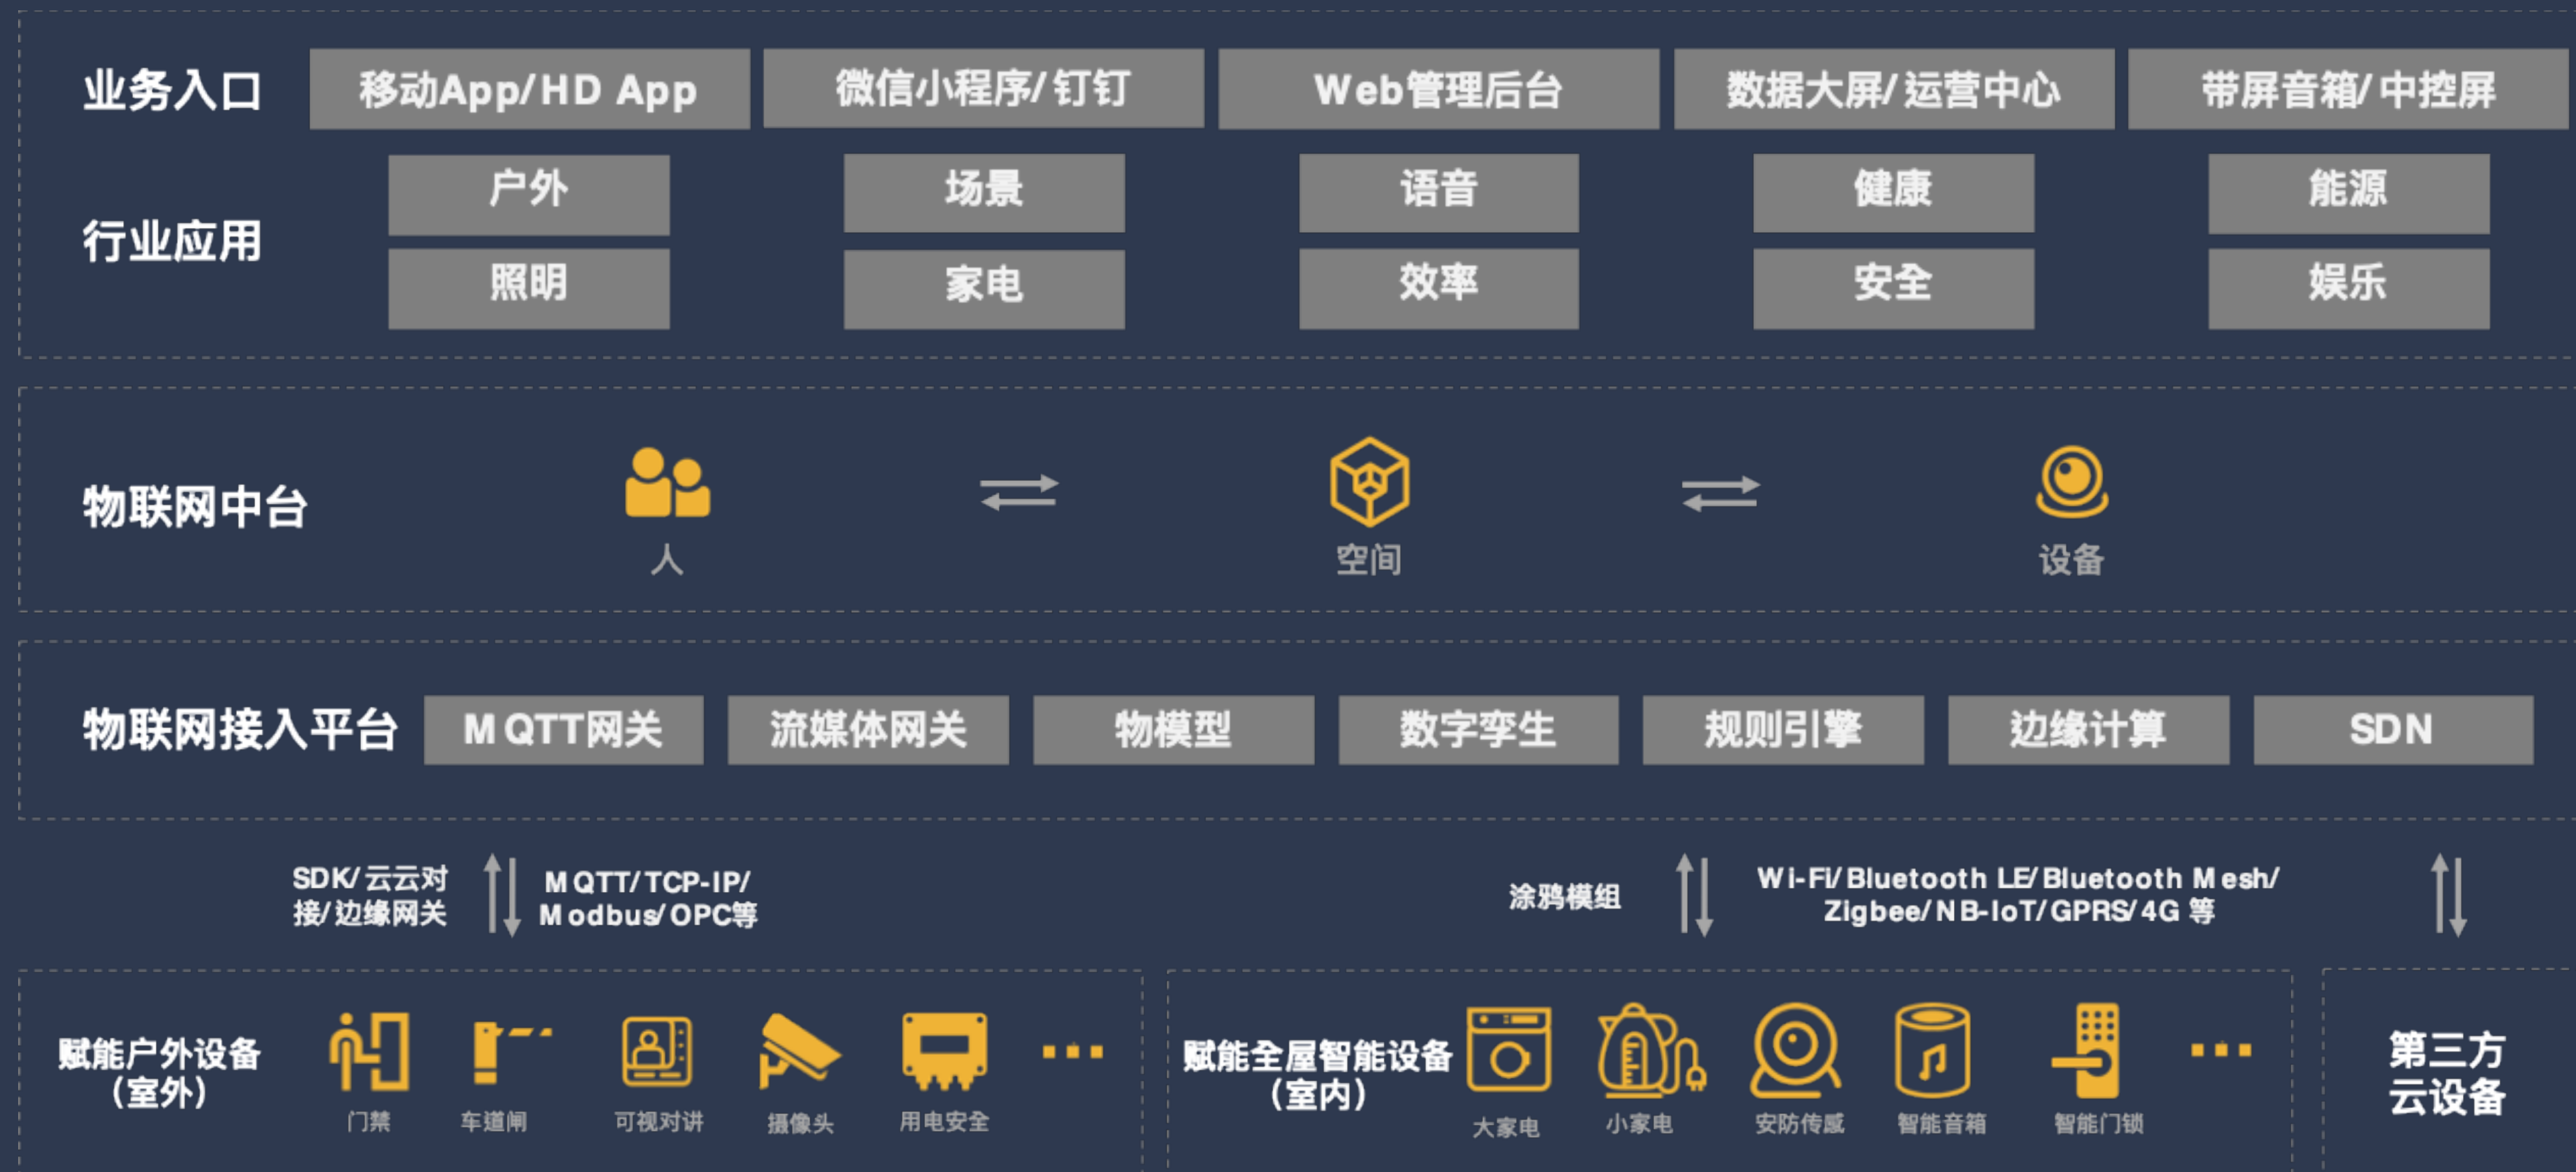 业务入口
移动App/HD App
微信小程序/钉钉
Web管理后台
数据大屏/运营中心
带屏音箱/中控屏
行业应用
户外
场景
语音
健康
能源
照明
家电
效率
安全
娱乐
物联网中台
人
空间
设备
物联网接入平台
MQTT网关
流媒体网关
物模型
数字孪生
规则引擎
边缘计算
SDN
SDK/云云对
接/边缘网关
MQTT/TCP-IP/
Modbus/OPC等
涂鸦模组
Wi-Fi/Bluetooth LE/Bluetooth Mesh/
Zigbee/NB-IoT/GPRS/4G 等
赋能户外设备
（室外）
门禁
车道闸
可视对讲
摄像头
用电安全
赋能全屋智能设备
（室内）
大家电
小家电
安防传感
智能音箱
智能门锁
第三方
云设备